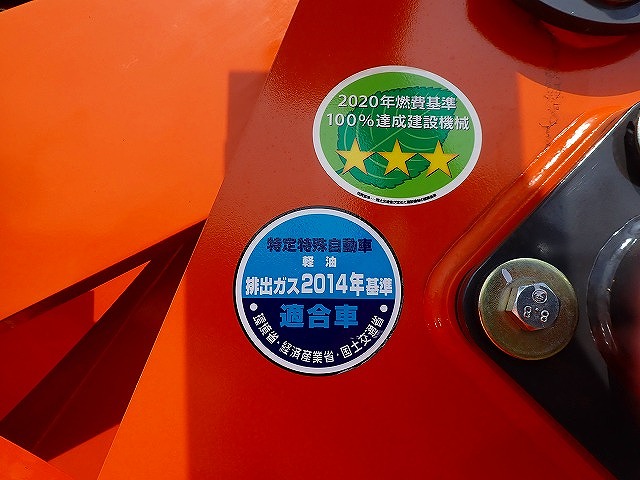 2020年燃費基準
100%達成建設機械
特定特殊自動車
軽油
排出ガス2014年基準
適合車
環境省・経済産業省・国土交通省
8.8